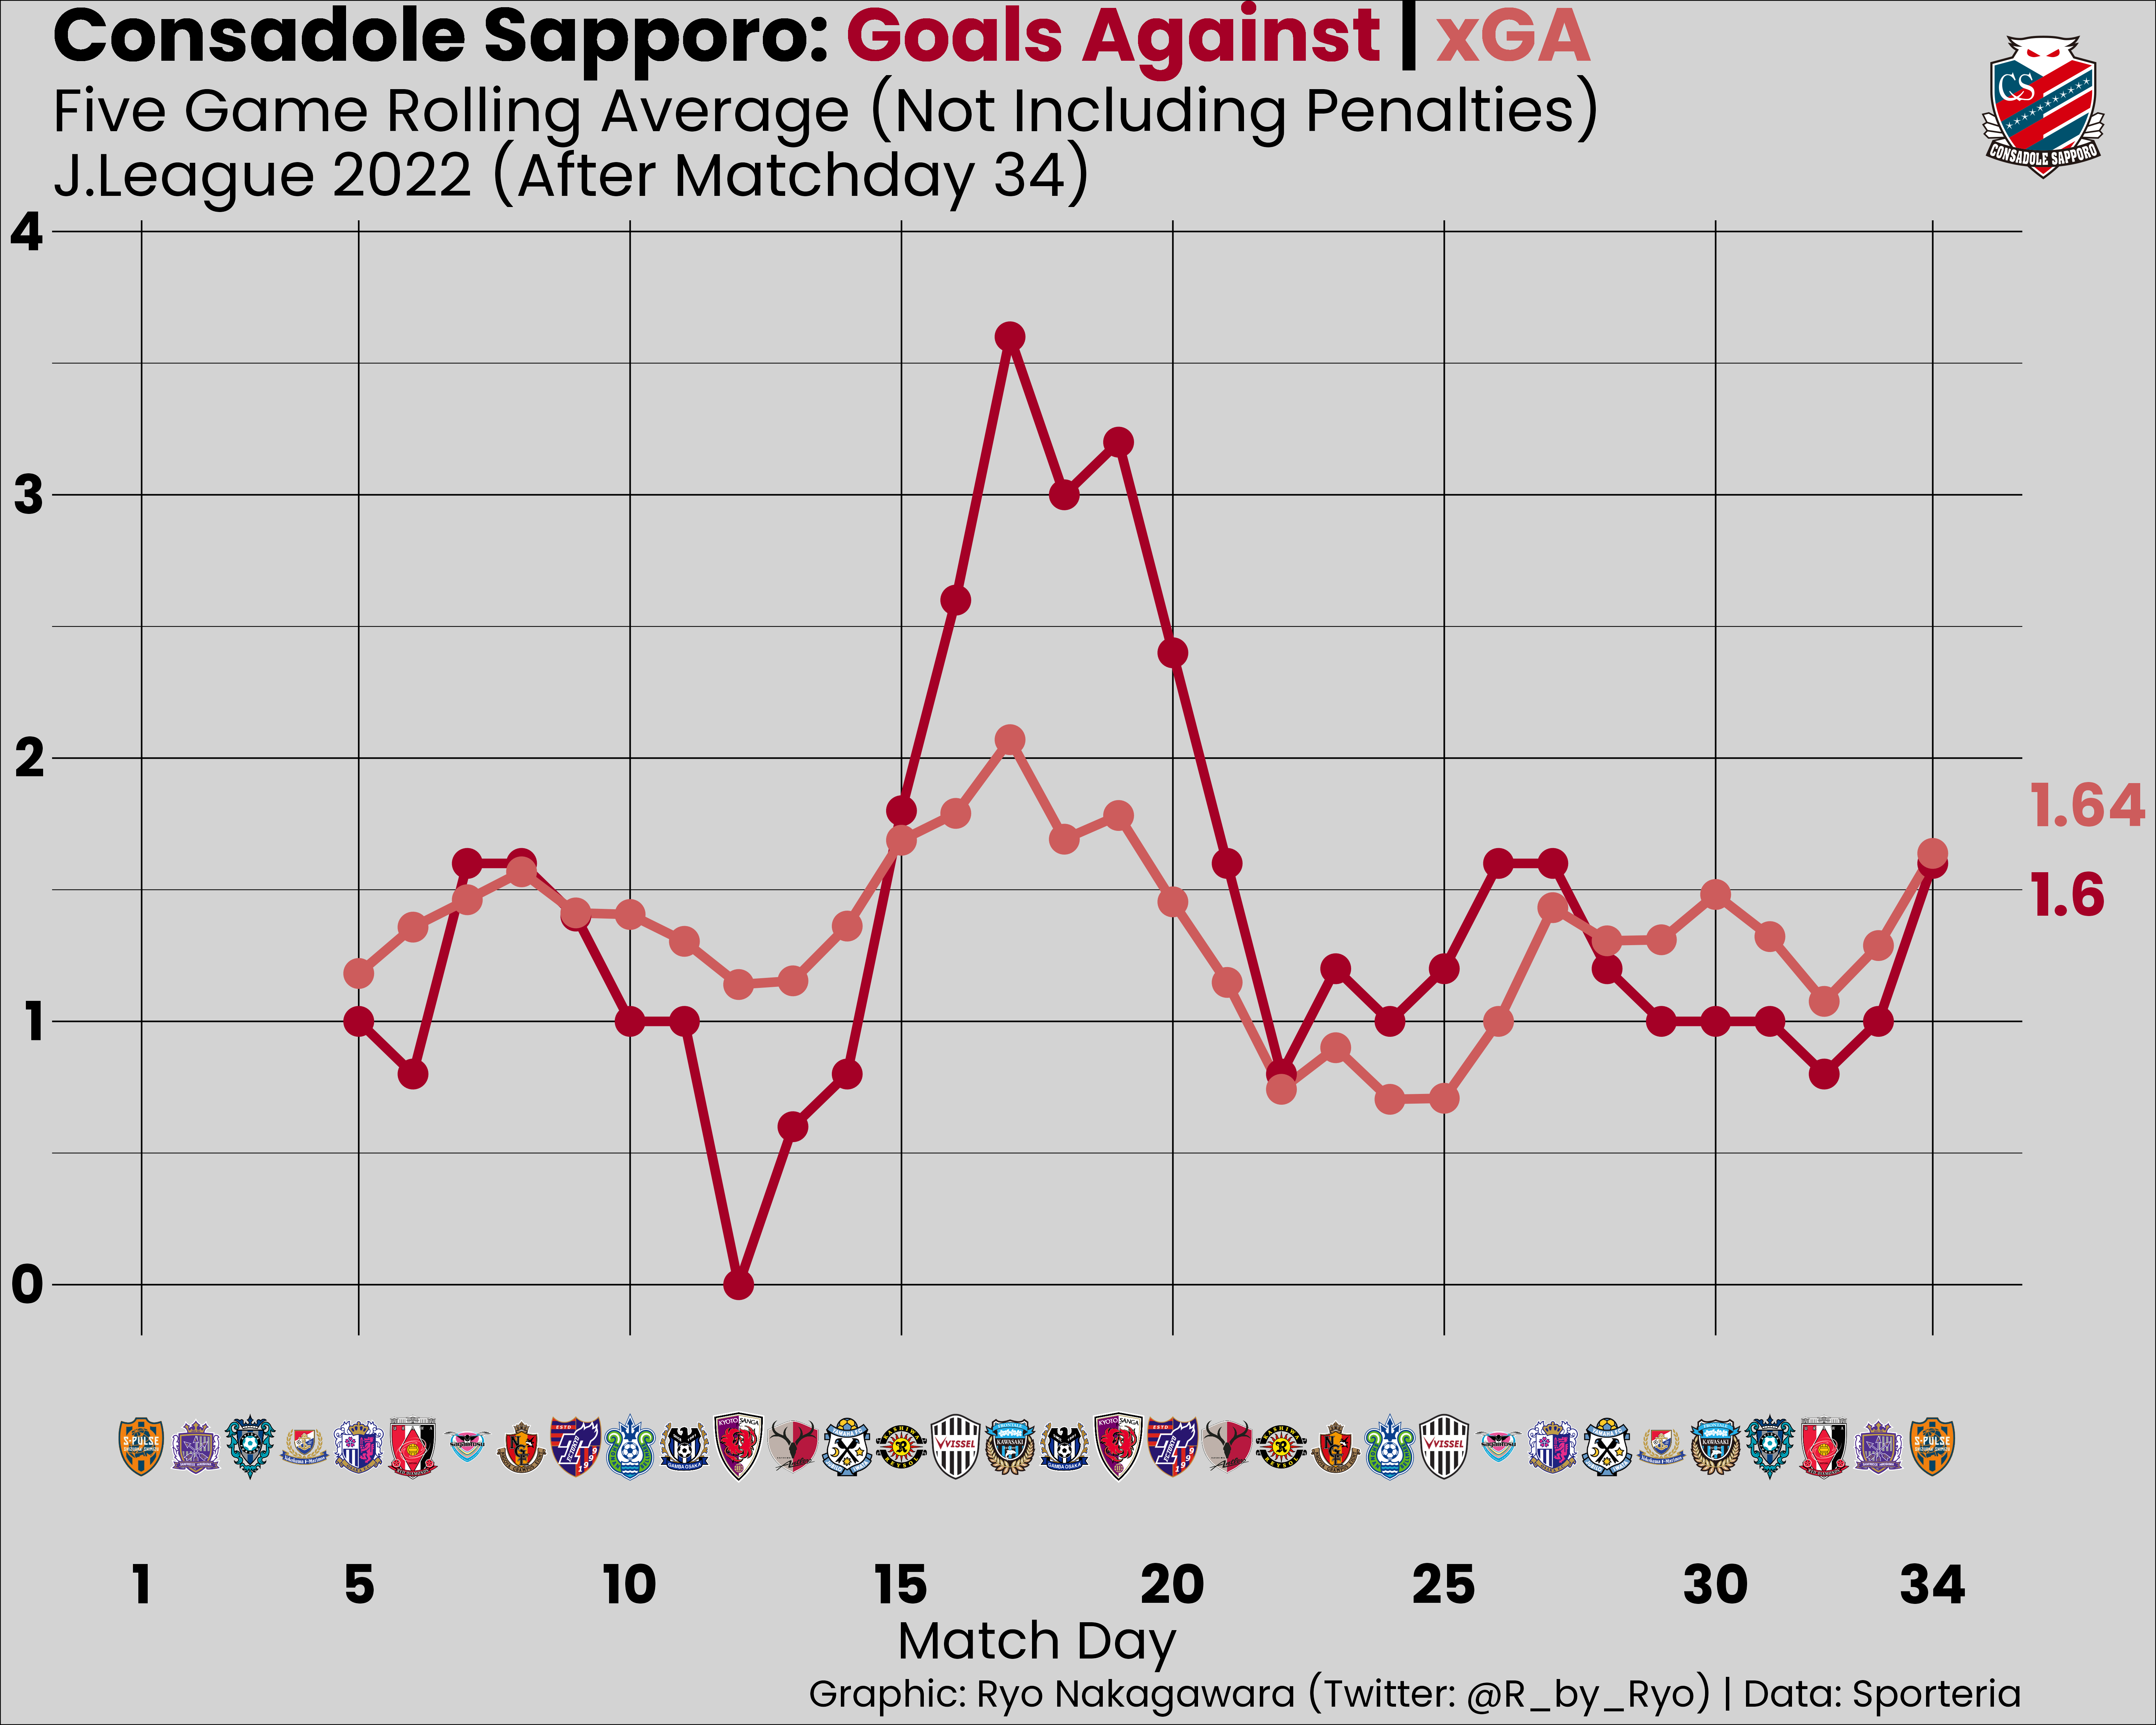 Consadole Sapporo: Goals Against | xGA
Five Game Rolling Average (Not Including Penalties)
J.League 2022 (After Matchday 34)
CS
CONSADOLE SAPPORO
4
3
2
1
0
1.64
1.6
1 5 10 15 20 25 30 34
Match Day
Graphic: Ryo Nakagawara (Twitter: @R_by_Ryo) | Data: Sporteria